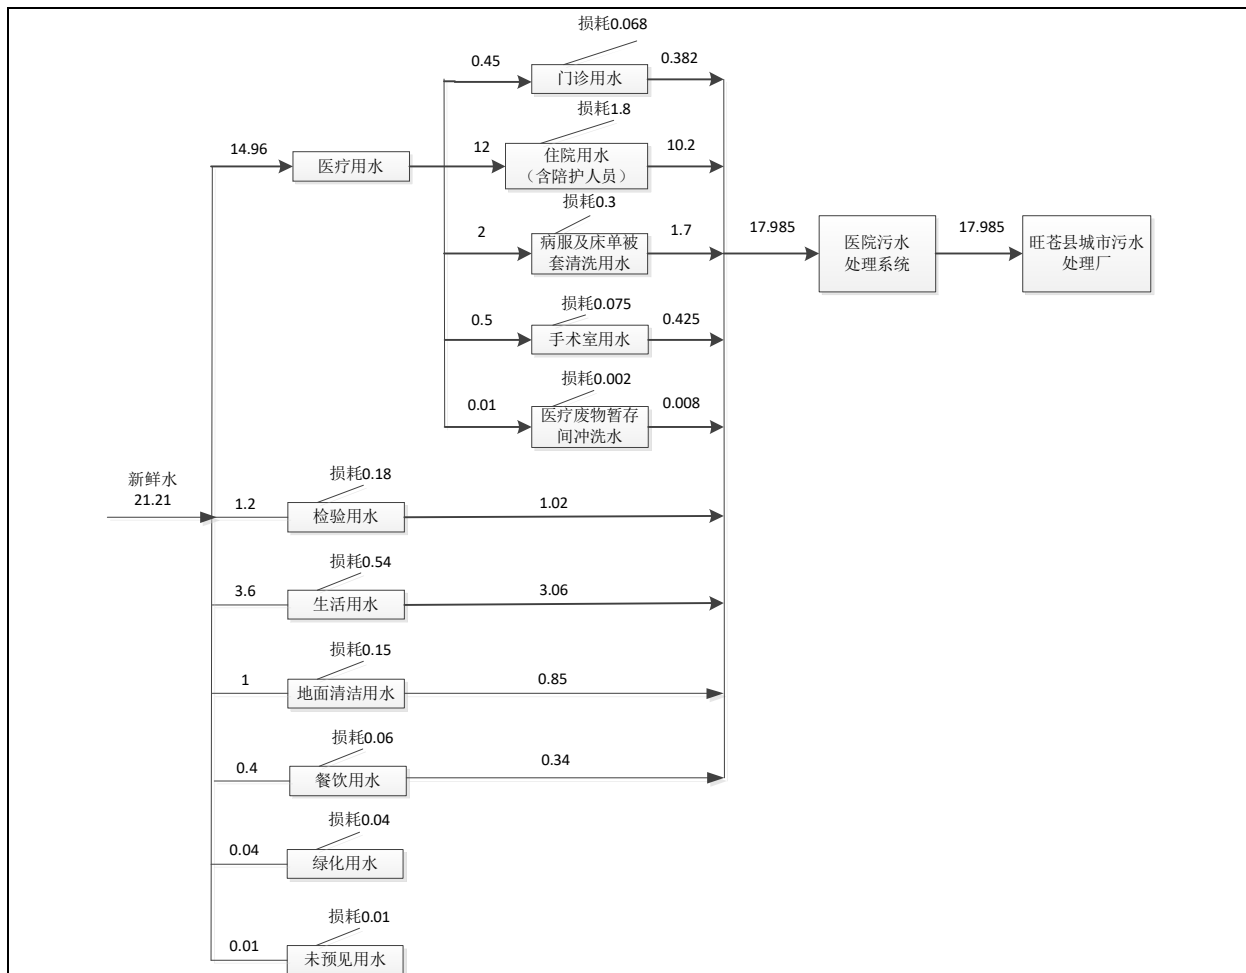 损耗0.068
0.45
门诊用水
0.382
损耗1.8
14.96
医疗用水
12
住院用水
（含陪护人员）
10.2
损耗0.3
2
病服及床单被
套清洗用水
1.7
17.985
医院污水
处理系统
17.985
旺苍县城市污水
处理厂
损耗0.075
0.5
手术室用水
0.425
损耗0.002
0.01
医疗废物暂存
间冲洗水
0.008
新鲜水
21.21
损耗0.18
1.2
检验用水
1.02
损耗0.54
3.6
生活用水
3.06
损耗0.15
1
地面清洁用水
0.85
损耗0.06
0.4
餐饮用水
0.34
损耗0.04
0.04
绿化用水
损耗0.01
0.01
未预见用水